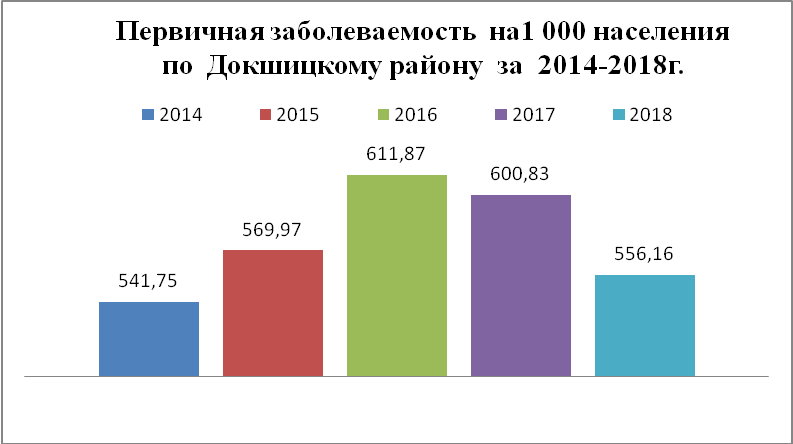 Первичная заболеваемость на1 000 населения
по Докшицкому району за 2014-2018г.
2014 2015 2016 2017 2018
611,87
600,83
569,97
556,16
541,75